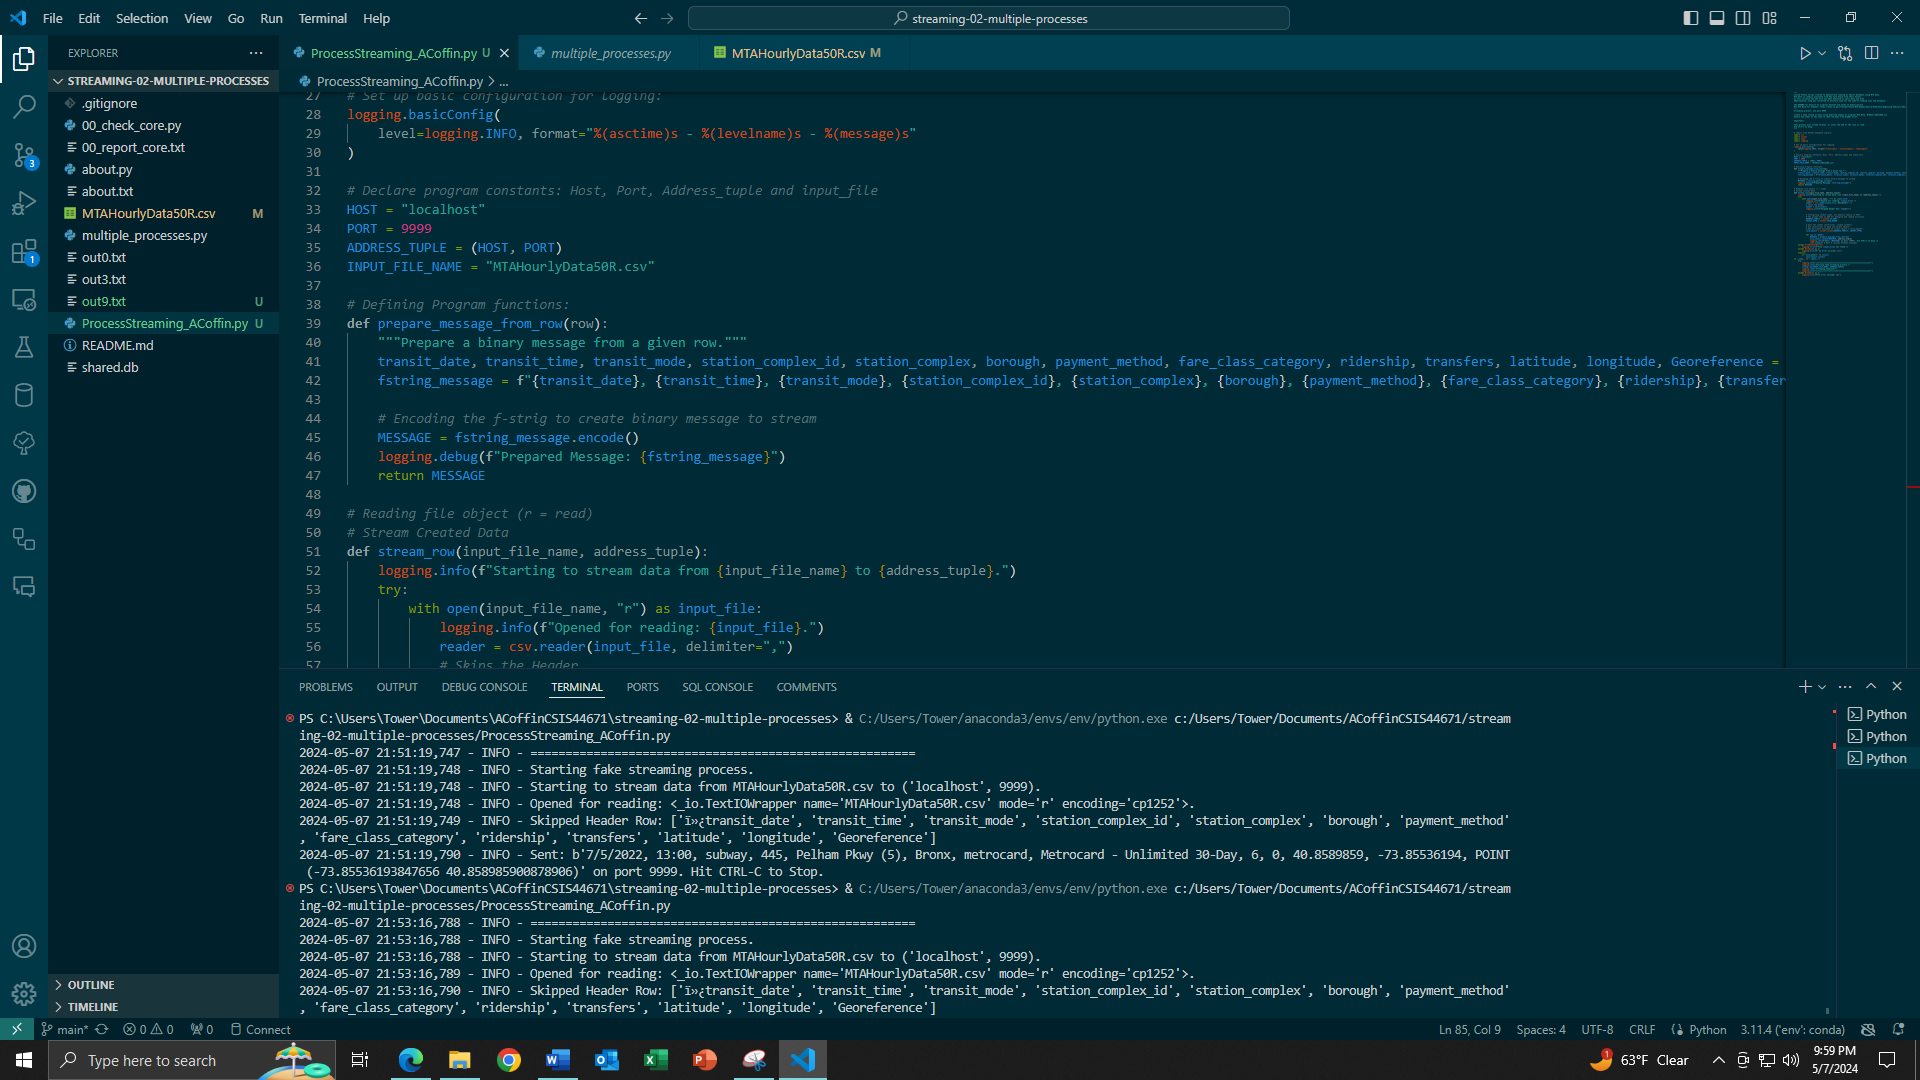 File Edit Selection View Go Run Terminal Help
streaming-02-multiple-processes
EXPLORER
ProcessStreaming_ACoffin.py U
multiple_processes.py
MTAHourlyData50R.csv M
STREAMING-02-MULTIPLE-PROCESSES
.gitignore
00_check_core.py
00_report_core.txt
about.py
about.txt
MTAHourlyData50R.csv M
multiple_processes.py
out0.txt
out3.txt
out9.txt U
ProcessStreaming_ACoffin.py U
README.md
shared.db
OUTLINE
TIMELINE
3
1
ProcessStreaming_ACoffin.py > ...
27 # Set up basic configuration for logging:
28 logging.basicConfig(
29 level=logging.INFO, format="%(asctime)s - %(levelname)s - %(message)s"
30 )
31
32 # Declare program constants: Host, Port, Address_tuple and input_file
33 HOST = "localhost"
34 PORT = 9999
35 ADDRESS_TUPLE = (HOST, PORT)
36 INPUT_FILE_NAME = "MTAHourlyData50R.csv"
37
38 # Defining Program functions:
39 def prepare_message_from_row(row):
40 """Prepare a binary message from a given row."""
41 transit_date, transit_time, transit_mode, station_complex_id, station_complex, borough, payment_method, fare_class_category, ridership, transfers, latitude, longitude, Georeference =
42 fstring_message = f"{transit_date}, {transit_time}, {transit_mode}, {station_complex_id}, {station_complex}, {borough}, {payment_method}, {fare_class_category}, {ridership}, {transfer
43
44 # Encoding the f-strig to create binary message to stream
45 MESSAGE = fstring_message.encode()
46 logging.debug(f"Prepared Message: {fstring_message}")
47 return MESSAGE
48
49 # Reading file object (r = read)
50 # Stream Created Data
51 def stream_row(input_file_name, address_tuple):
52 logging.info(f"Starting to stream data from {input_file_name} to {address_tuple}.")
53 try:
54 with open(input_file_name, "r") as input_file:
55 logging.info(f"Opened for reading: {input_file}.")
56 reader = csv.reader(input_file, delimiter=",")
57 # Skips the Header
PROBLEMS OUTPUT DEBUG CONSOLE TERMINAL PORTS SQL CONSOLE COMMENTS
PS C:\Users\Tower\Documents\ACoffinCSIS44671\streaming-02-multiple-processes> & C:/Users/Tower/anaconda3/envs/env/python.exe c:/Users/Tower/Documents/ACoffinCSIS44671/stream
ing-02-multiple-processes/ProcessStreaming_ACoffin.py
2024-05-07 21:51:19,747 - INFO - ==================================================
2024-05-07 21:51:19,748 - INFO - Starting fake streaming process.
2024-05-07 21:51:19,748 - INFO - Starting to stream data from MTAHourlyData50R.csv to ('localhost', 9999).
2024-05-07 21:51:19,748 - INFO - Opened for reading: <_io.TextIOWrapper name='MTAHourlyData50R.csv' mode='r' encoding='cp1252'>.
2024-05-07 21:51:19,749 - INFO - Skipped Header Row: ['ï»¿transit_date', 'transit_time', 'transit_mode', 'station_complex_id', 'station_complex', 'borough', 'payment_method'
, 'fare_class_category', 'ridership', 'transfers', 'latitude', 'longitude', 'Georeference']
2024-05-07 21:51:19,790 - INFO - Sent: b'7/5/2022, 13:00, subway, 445, Pelham Pkwy (5), Bronx, metrocard, Metrocard - Unlimited 30-Day, 6, 0, 40.8589859, -73.85536194, POINT
(-73.85536193847656 40.858985900878906)' on port 9999. Hit CTRL-C to Stop.
PS C:\Users\Tower\Documents\ACoffinCSIS44671\streaming-02-multiple-processes> & C:/Users/Tower/anaconda3/envs/env/python.exe c:/Users/Tower/Documents/ACoffinCSIS44671/stream
ing-02-multiple-processes/ProcessStreaming_ACoffin.py
2024-05-07 21:53:16,788 - INFO - ==================================================
2024-05-07 21:53:16,788 - INFO - Starting fake streaming process.
2024-05-07 21:53:16,788 - INFO - Starting to stream data from MTAHourlyData50R.csv to ('localhost', 9999).
2024-05-07 21:53:16,789 - INFO - Opened for reading: <_io.TextIOWrapper name='MTAHourlyData50R.csv' mode='r' encoding='cp1252'>.
2024-05-07 21:53:16,790 - INFO - Skipped Header Row: ['ï»¿transit_date', 'transit_time', 'transit_mode', 'station_complex_id', 'station_complex', 'borough', 'payment_method'
, 'fare_class_category', 'ridership', 'transfers', 'latitude', 'longitude', 'Georeference']
Python
Python
Python
main* 0 0 0 Connect
Ln 85, Col 9 Spaces: 4 UTF-8 CRLF Python 3.11.4 ('env': conda)
Type here to search
1
63°F Clear
9:59 PM
5/7/2024